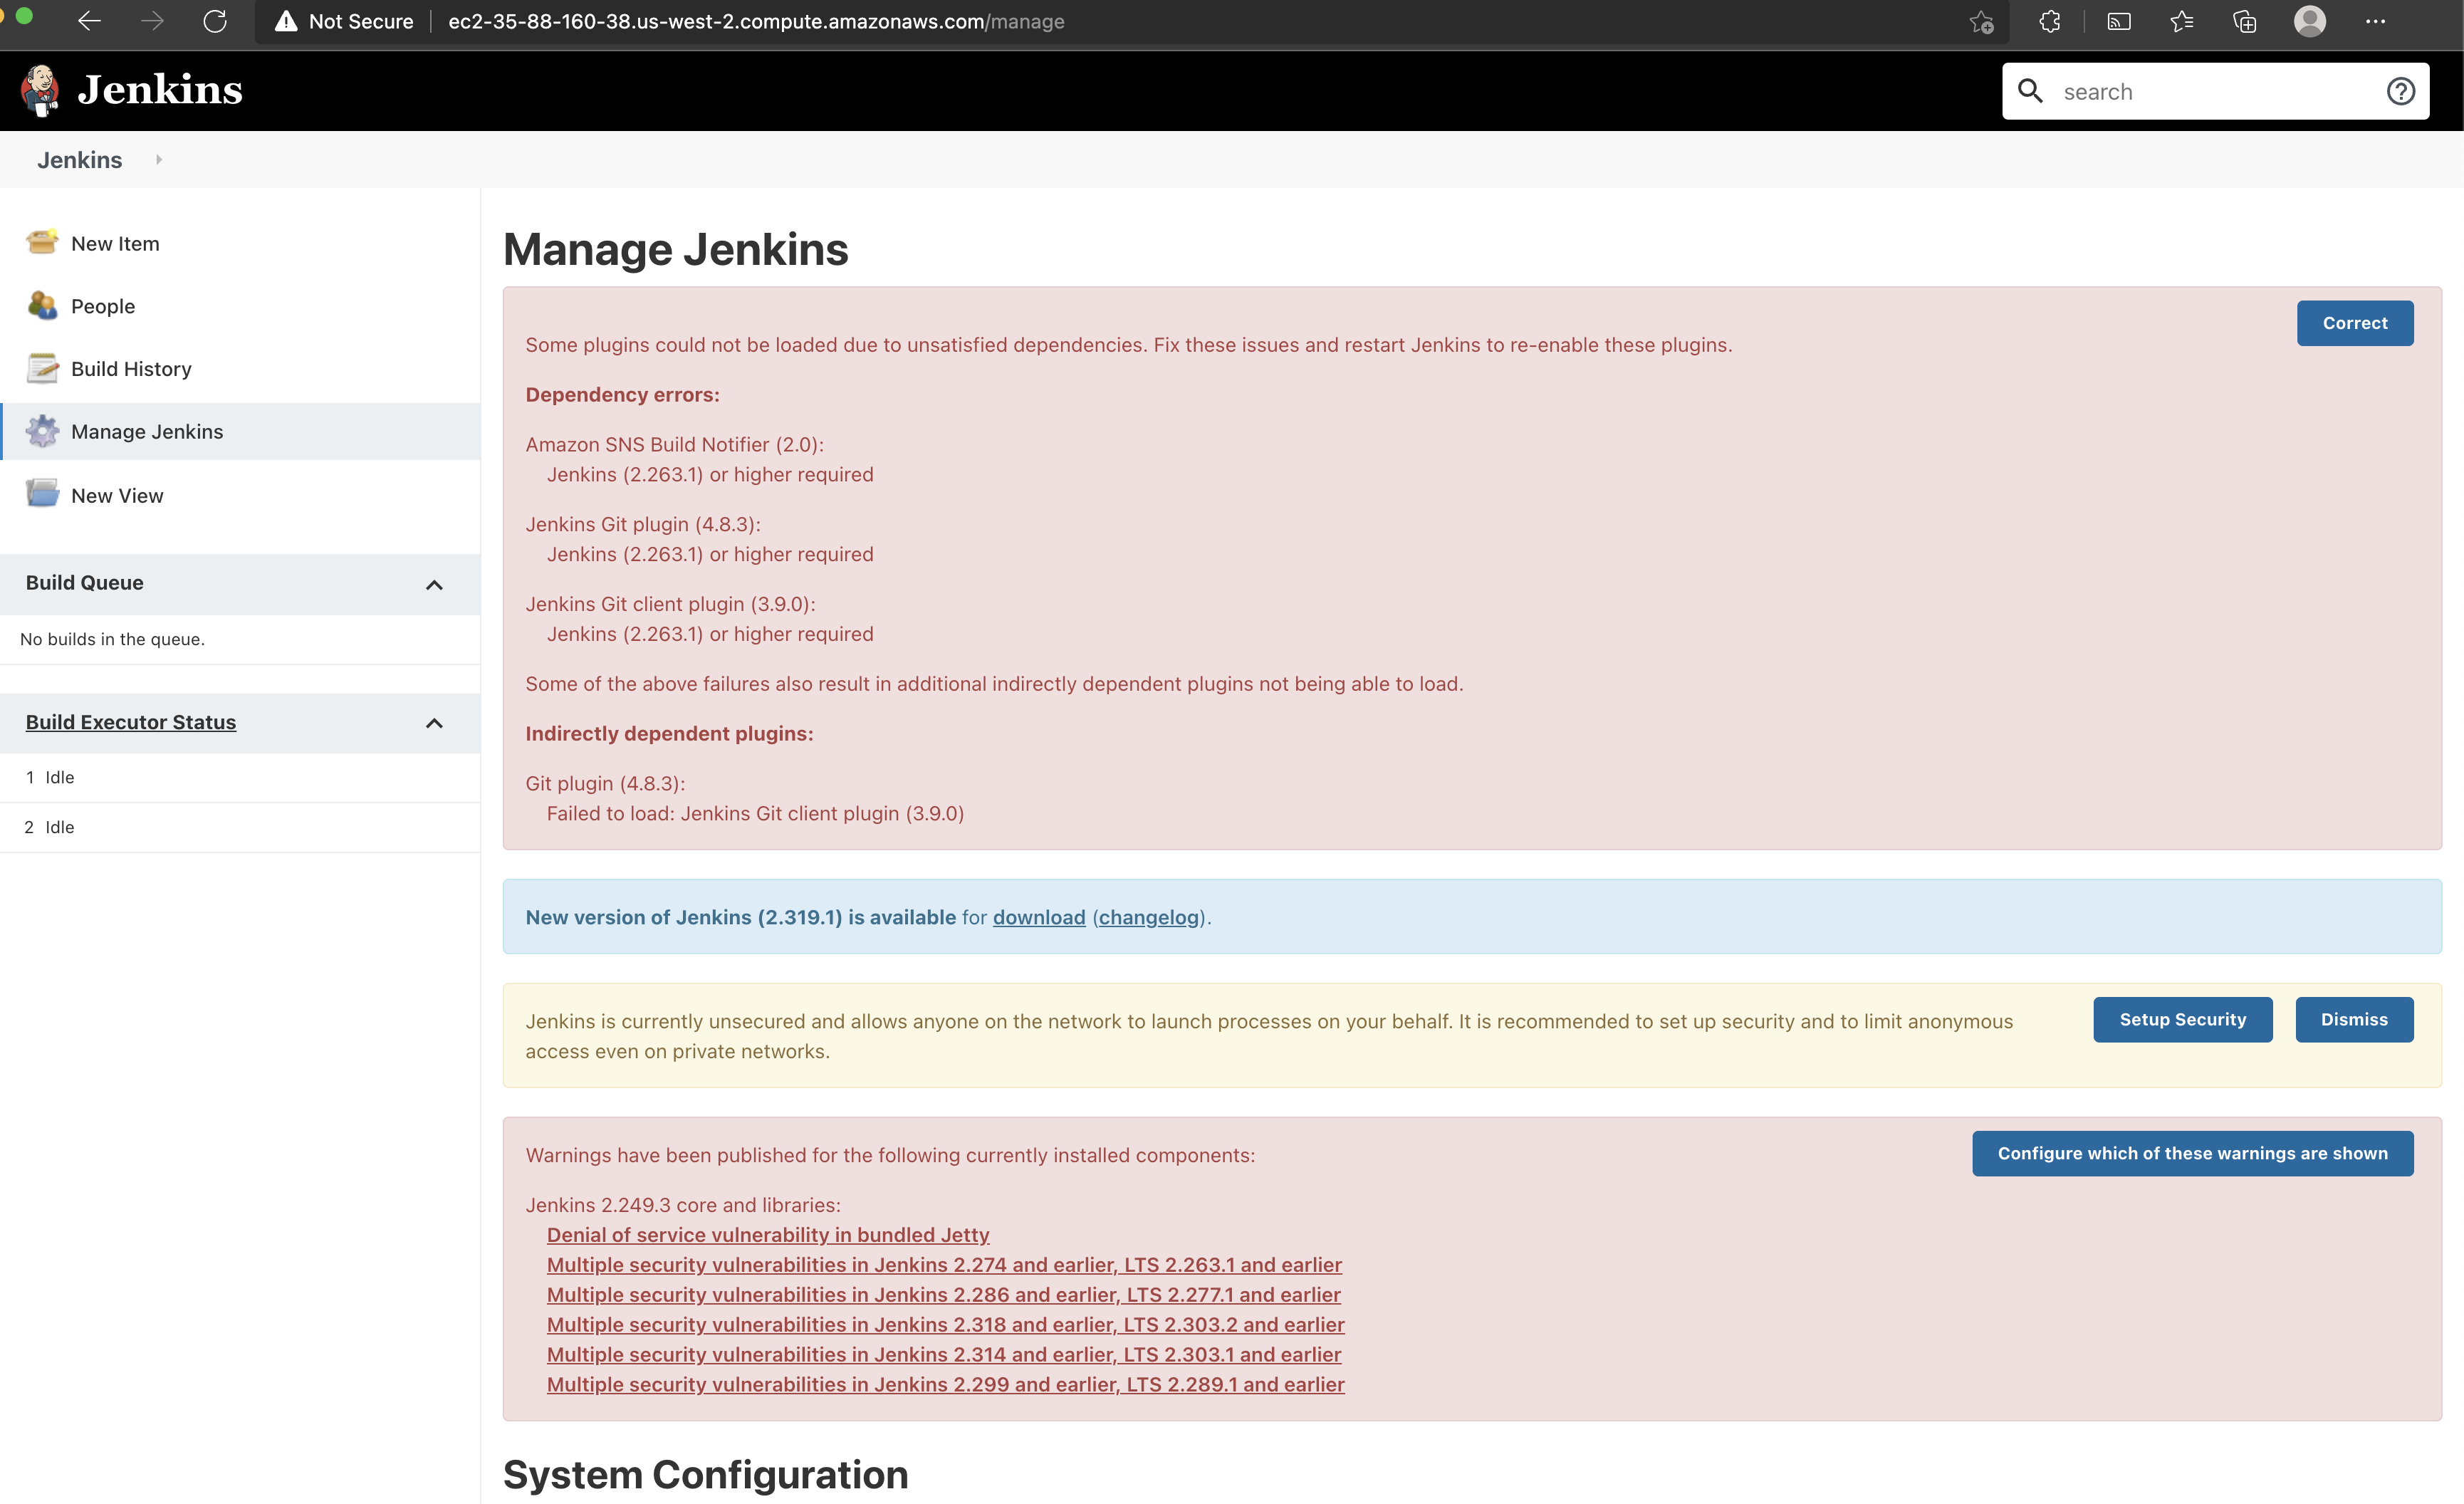 Not Secure ec2-35-88-160-38.us-west-2.compute.amazonaws.com/manage
Jenkins
search
Jenkins
New Item
People
Build History
Manage Jenkins
New View
Build Queue
No builds in the queue.
Build Executor Status
1 Idle
2 Idle
Manage Jenkins
Correct
Some plugins could not be loaded due to unsatisfied dependencies. Fix these issues and restart Jenkins to re-enable these plugins.
Dependency errors:
Amazon SNS Build Notifier (2.0):
Jenkins (2.263.1) or higher required
Jenkins Git plugin (4.8.3):
Jenkins (2.263.1) or higher required
Jenkins Git client plugin (3.9.0):
Jenkins (2.263.1) or higher required
Some of the above failures also result in additional indirectly dependent plugins not being able to load.
Indirectly dependent plugins:
Git plugin (4.8.3):
Failed to load: Jenkins Git client plugin (3.9.0)
New version of Jenkins (2.319.1) is available for download (changelog).
Jenkins is currently unsecured and allows anyone on the network to launch processes on your behalf. It is recommended to set up security and to limit anonymous
access even on private networks.
Setup Security
Dismiss
Warnings have been published for the following currently installed components:
Configure which of these warnings are shown
Jenkins 2.249.3 core and libraries:
Denial of service vulnerability in bundled Jetty
Multiple security vulnerabilities in Jenkins 2.274 and earlier, LTS 2.263.1 and earlier
Multiple security vulnerabilities in Jenkins 2.286 and earlier, LTS 2.277.1 and earlier
Multiple security vulnerabilities in Jenkins 2.318 and earlier, LTS 2.303.2 and earlier
Multiple security vulnerabilities in Jenkins 2.314 and earlier, LTS 2.303.1 and earlier
Multiple security vulnerabilities in Jenkins 2.299 and earlier, LTS 2.289.1 and earlier
System Configuration